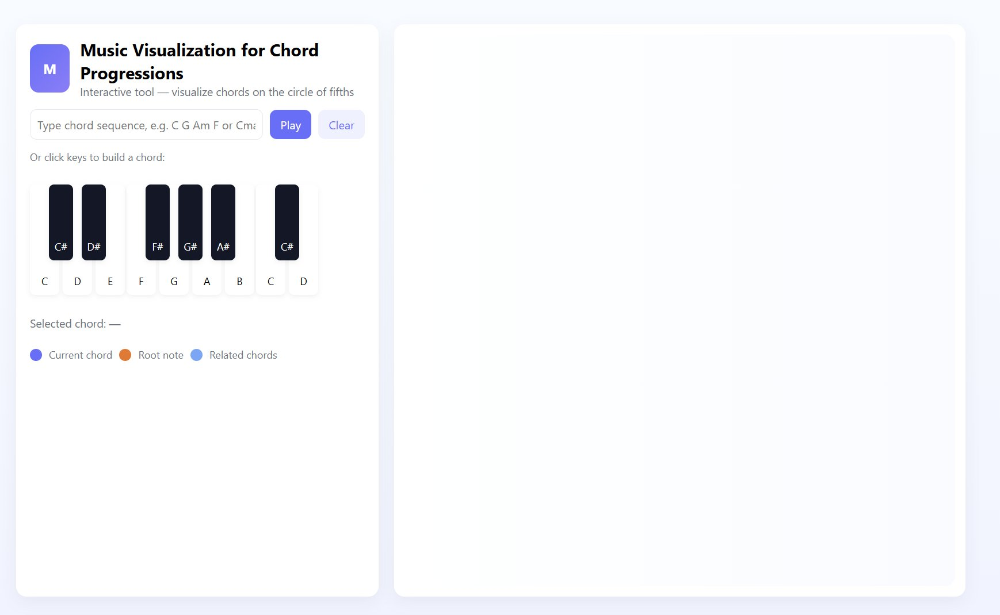 M
Music Visualization for Chord
Progressions
Interactive tool — visualize chords on the circle of fifths
Type chord sequence, e.g. C G Am F or Cma
Play
Clear
Or click keys to build a chord:
C# D# F# G# A# C#
C D E F G A B C D
Selected chord: —
Current chord Root note Related chords